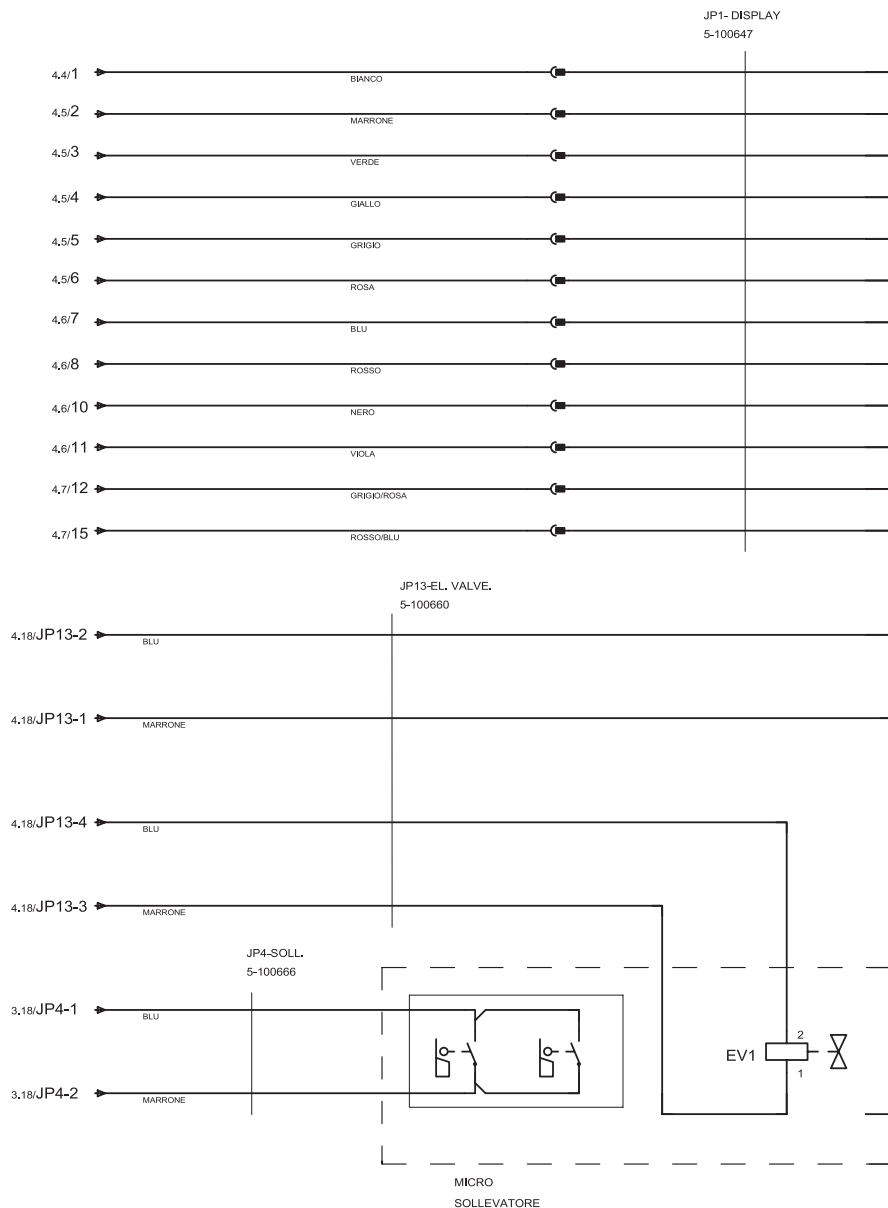 JP1- DISPLAY
5-100647
4.4/1
BIANCO
4.5/2
MARRONE
4.5/3
VERDE
4.5/4
GIALLO
4.5/5
GRIGIO
4.5/6
ROSA
4.6/7
BLU
4.6/8
ROSSO
4.6/10
NERO
4.6/11
VIOLA
4.7/12
GRIGIO/ROSA
4.7/15
ROSSO/BLU
JP13-EL. VALVE.
5-100660
4.18/JP13-2
BLU
4.18/JP13-1
MARRONE
4.18/JP13-4
BLU
4.18/JP13-3
MARRONE
JP4-SOLL.
5-100666
3.18/JP4-1
BLU
2
EV1
1
3.18/JP4-2
MARRONE
MICRO
SOLLEVATORE